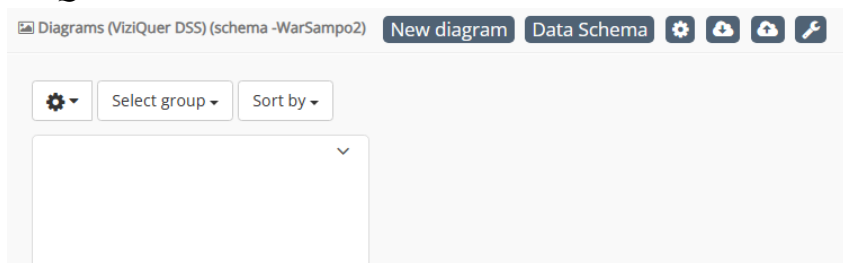 Diagrams (ViziQuer DSS) (schema -WarSampo2) New diagram Data Schema
Select group Sort by